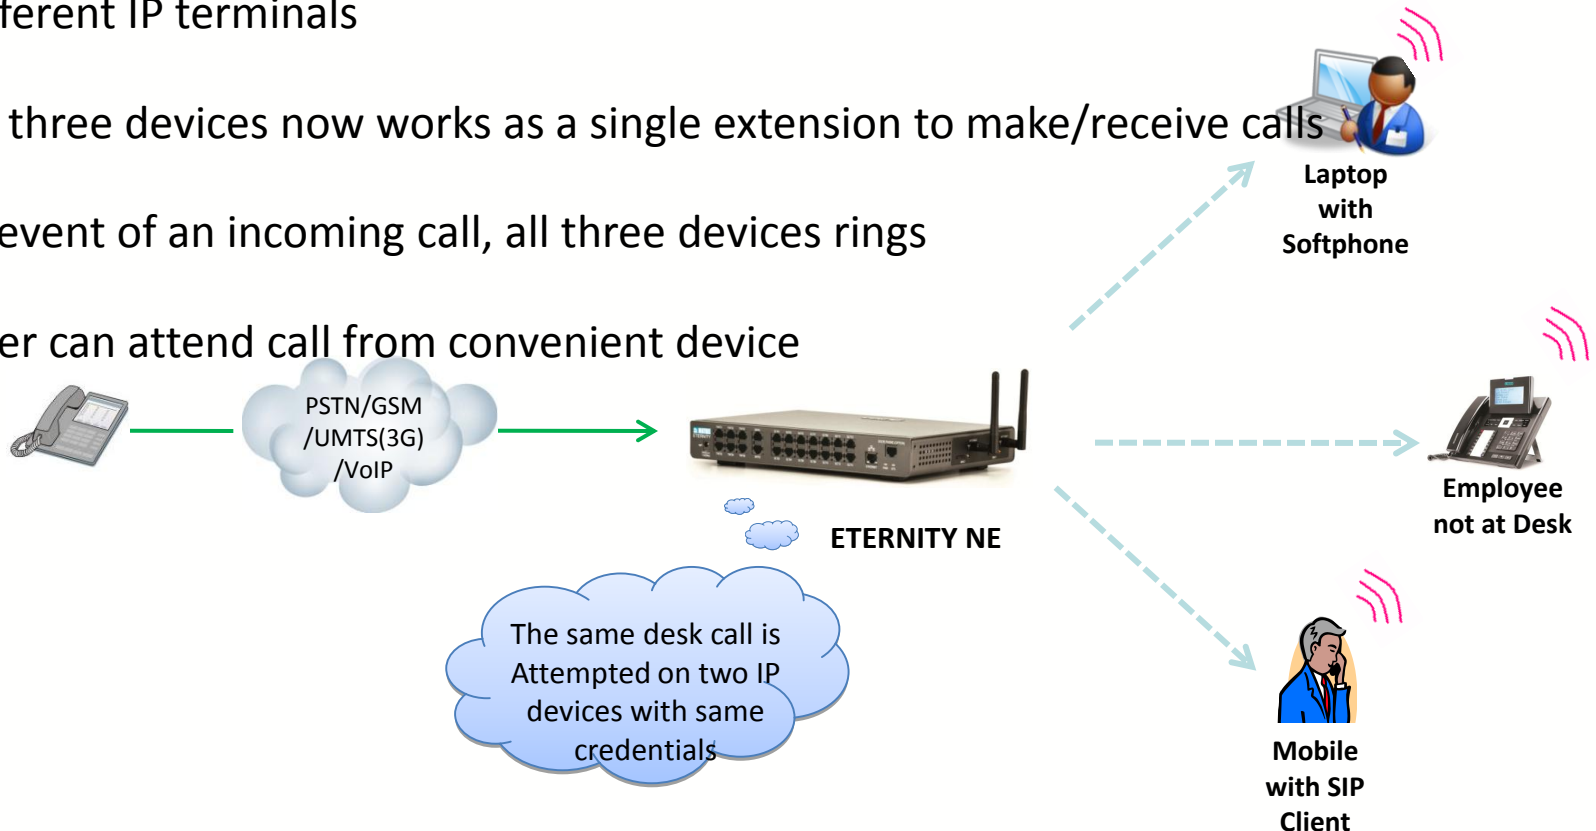 ferent IP terminals
three devices now works as a single extension to make/receive calls
event of an incoming call, all three devices rings
er can attend call from convenient device
Laptop
with
Softphone
PSTN/GSM
/UMTS(3G)
/VoIP
Employee
not at Desk
ETERNITY NE
The same desk call is
Attempted on two IP
devices with same
credentials
Mobile
with SIP
Client